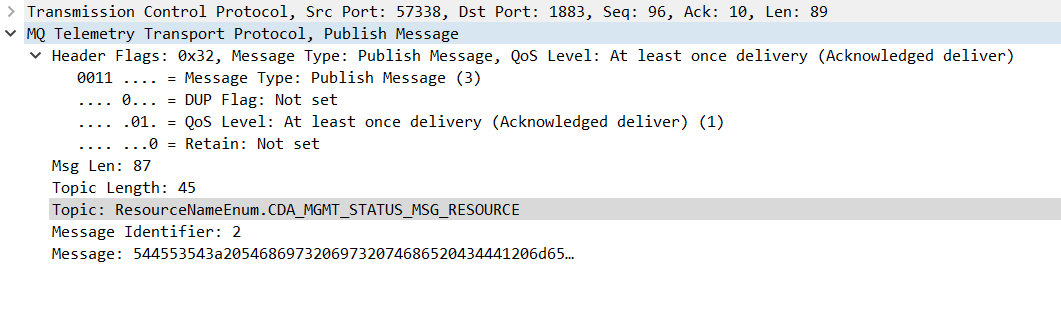 Transmission Control Protocol, Src Port: 57338, Dst Port: 1883, Seq: 96, Ack: 10, Len: 89
MQ Telemetry Transport Protocol, Publish Message
Header Flags: 0x32, Message Type: Publish Message, QoS Level: At least once delivery (Acknowledged deliver)
0011 .... = Message Type: Publish Message (3)
.... 0... = DUP Flag: Not set
.... .01. = QoS Level: At least once delivery (Acknowledged deliver) (1)
.... ...0 = Retain: Not set
Msg Len: 87
Topic Length: 45
Topic: ResourceNameEnum.CDA_MGMT_STATUS_MSG_RESOURCE
Message Identifier: 2
Message: 544553543a205468697320697320746865204344​41206d65…